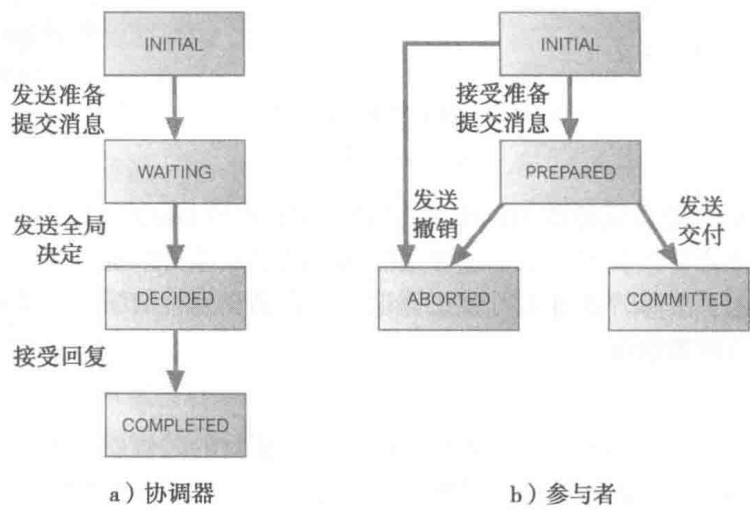 INITIAL
发送准备
提交消息
WAITING
发送全局
决定
DECIDED
接受回复
COMPLETED
a）协调器
INITIAL
接受准备
提交消息
PREPARED
发送
撤销
发送
交付
ABORTED
COMMITTED
b）参与者